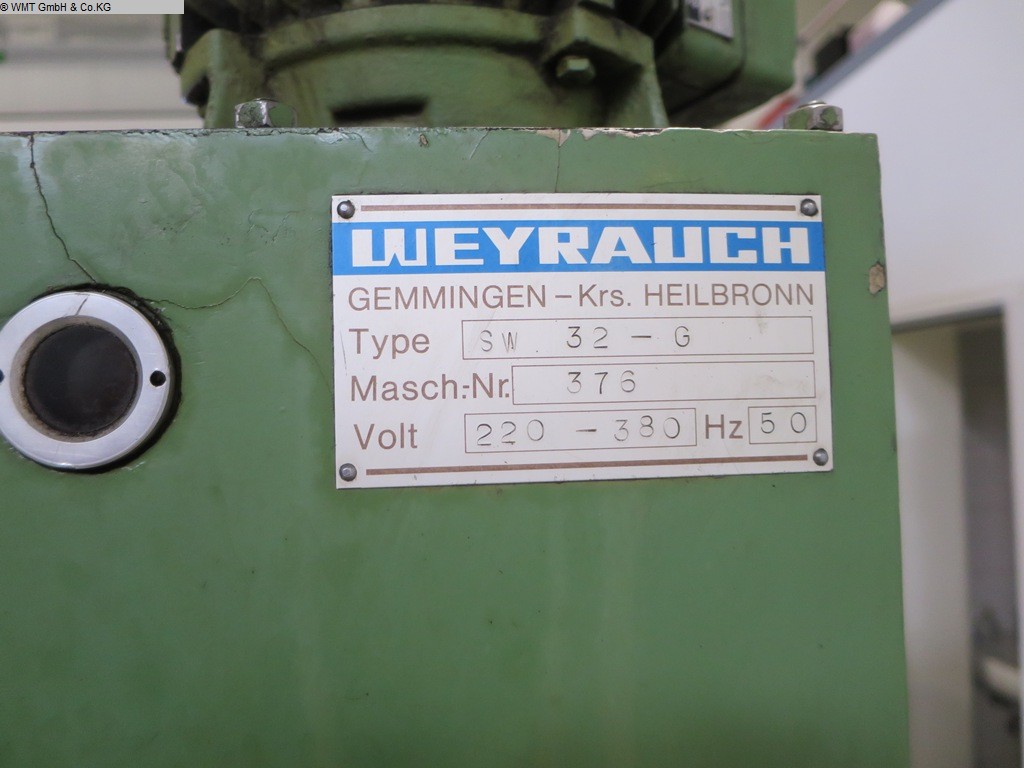 © WMT GmbH & Co.KG
WEYRAUCH
GEMMINGEN - Krs. HEILBRONN
Type SW. 32 - G
Masch.-Nr. 376
Volt 220 - 380 Hz 50